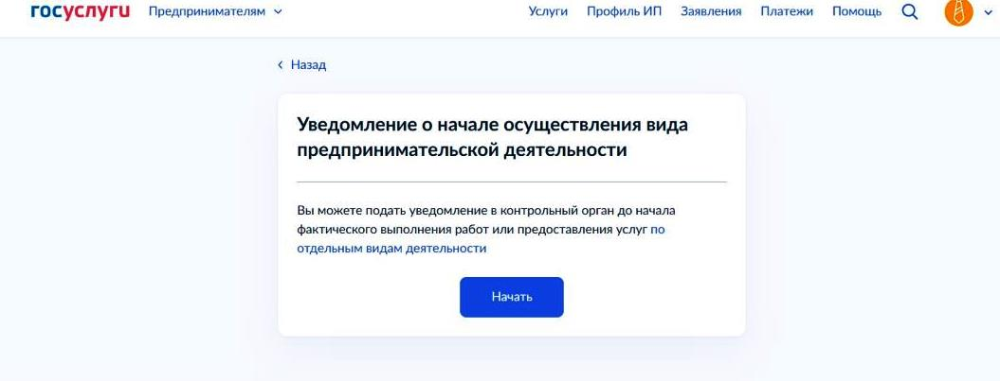 госуслуги Предпринимателям Услуги Профиль ИП Заявления Платежи Помощь
Назад
Уведомление о начале осуществления вида
предпринимательской деятельности
Вы можете подать уведомление в контрольный орган до начала
фактического выполнения работ или предоставления услуг по
отдельным видам деятельности
Начать